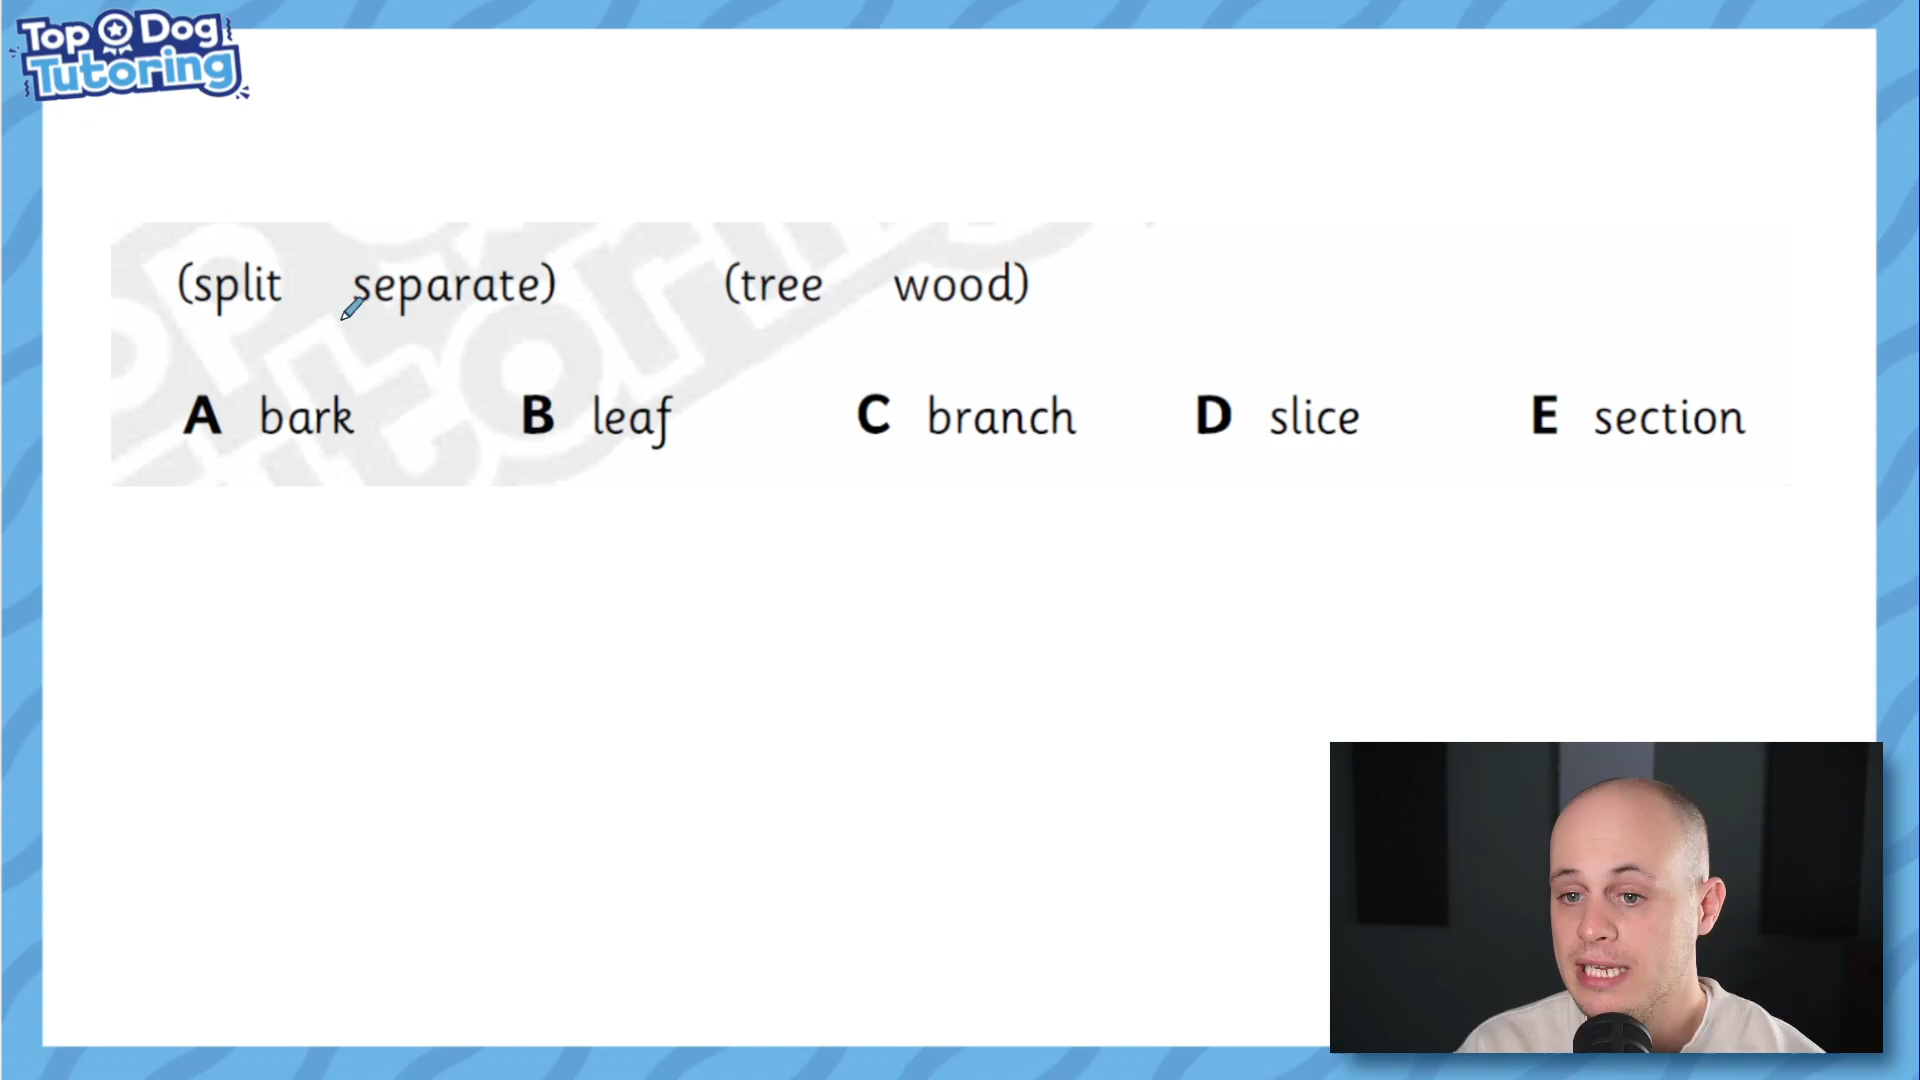 Top Dog
Tutoring
(split separate) (tree wood)
A bark B leaf C branch D slice E section